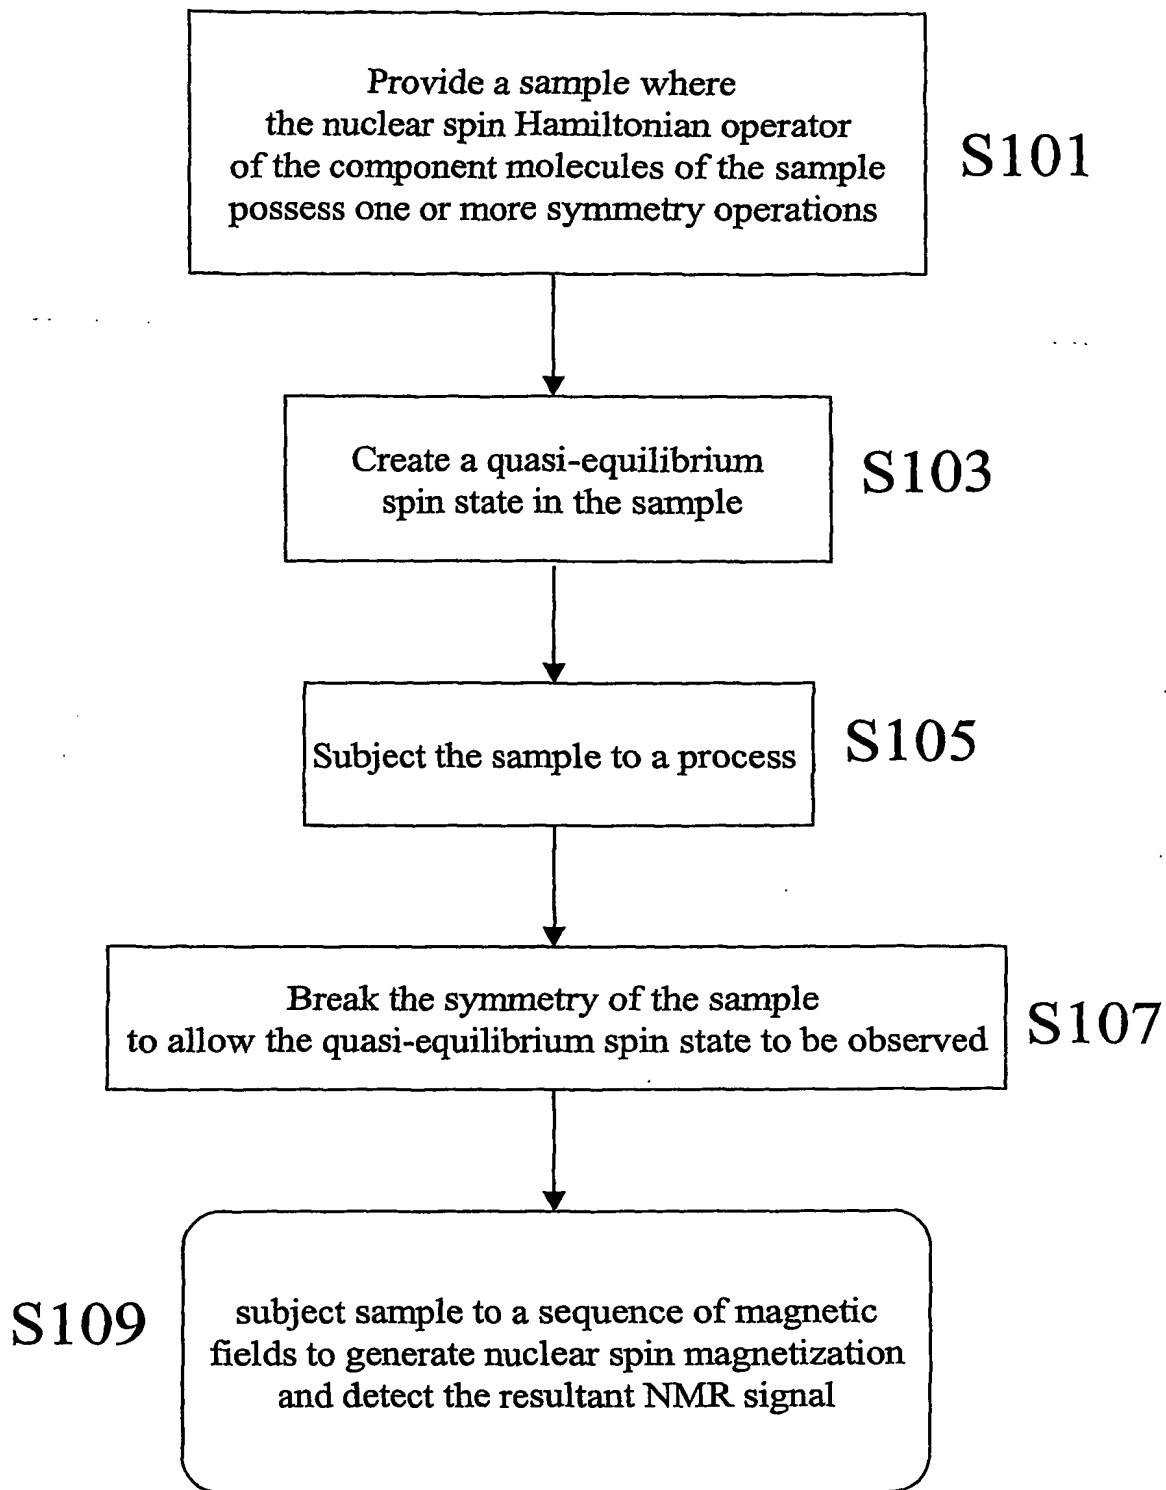 Provide a sample where
the nuclear spin Hamiltonian operator
of the component molecules of the sample
possess one or more symmetry operations
S101
Create a quasi-equilibrium
spin state in the sample
S103
Subject the sample to a process
S105
Break the symmetry of the sample
to allow the quasi-equilibrium spin state to be observed
S107
S109
subject sample to a sequence of magnetic
fields to generate nuclear spin magnetization
and detect the resultant NMR signal